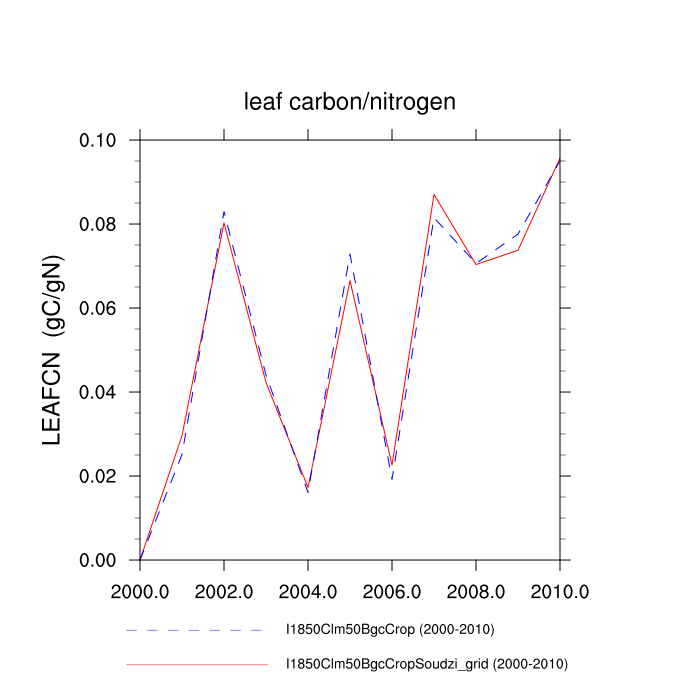 leaf carbon/nitrogen
LEAFCN (gC/gN)
0.10
0.08
0.06
0.04
0.02
0.00
2000.0 2002.0 2004.0 2006.0 2008.0 2010.0
I1850Clm50BgcCrop (2000-2010)
I1850Clm50BgcCropSoudzi_grid (2000-2010)